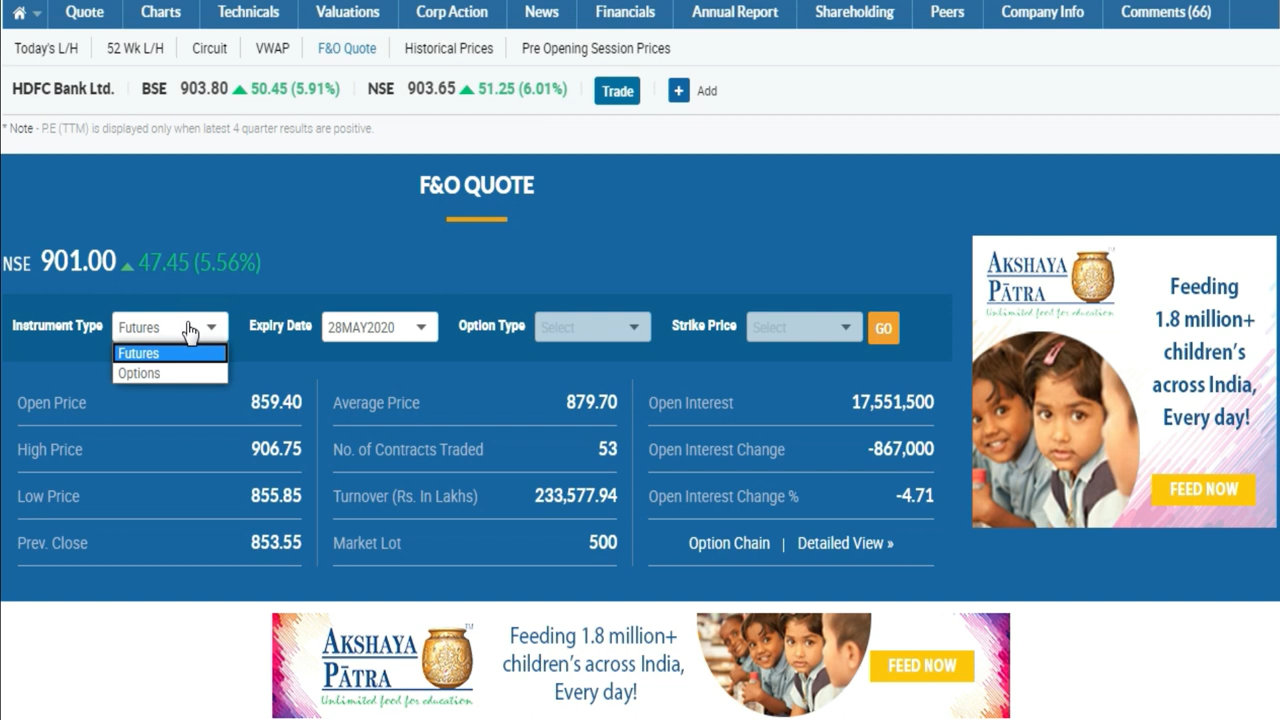 Quote Charts Technicals Valuations Corp Action News Financials Annual Report Shareholding Peers Company Info Comments (66)
Today's L/H 52 Wk L/H Circuit VWAP F&O Quote Historical Prices Pre Opening Session Prices
HDFC Bank Ltd. BSE 903.80 50.45 (5.91%) NSE 903.65 51.25 (6.01%) Trade + Add
* Note - P.E (TTM) is displayed only when latest 4 quarter results are positive.
F&O QUOTE
NSE 901.00 47.45 (5.56%)
Instrument Type Futures Expiry Date 28MAY2020 Option Type Select Strike Price Select GO
Futures
Options
Open Price 859.40 Average Price 879.70 Open Interest 17,551,500
High Price 906.75 No. of Contracts Traded 53 Open Interest Change -867,000
Low Price 855.85 Turnover (Rs. In Lakhs) 233,577.94 Open Interest Change % -4.71
Prev. Close 853.55 Market Lot 500 Option Chain | Detailed View »
AKSHAYA
PĀTRA
TM
Unlimited food for education
Feeding
1.8 million+
children's
across India,
Every day!
FEED NOW
AKSHAYA
PĀTRA
TM
Unlimited food for education
Feeding 1.8 million+
children's across India,
Every day!
FEED NOW